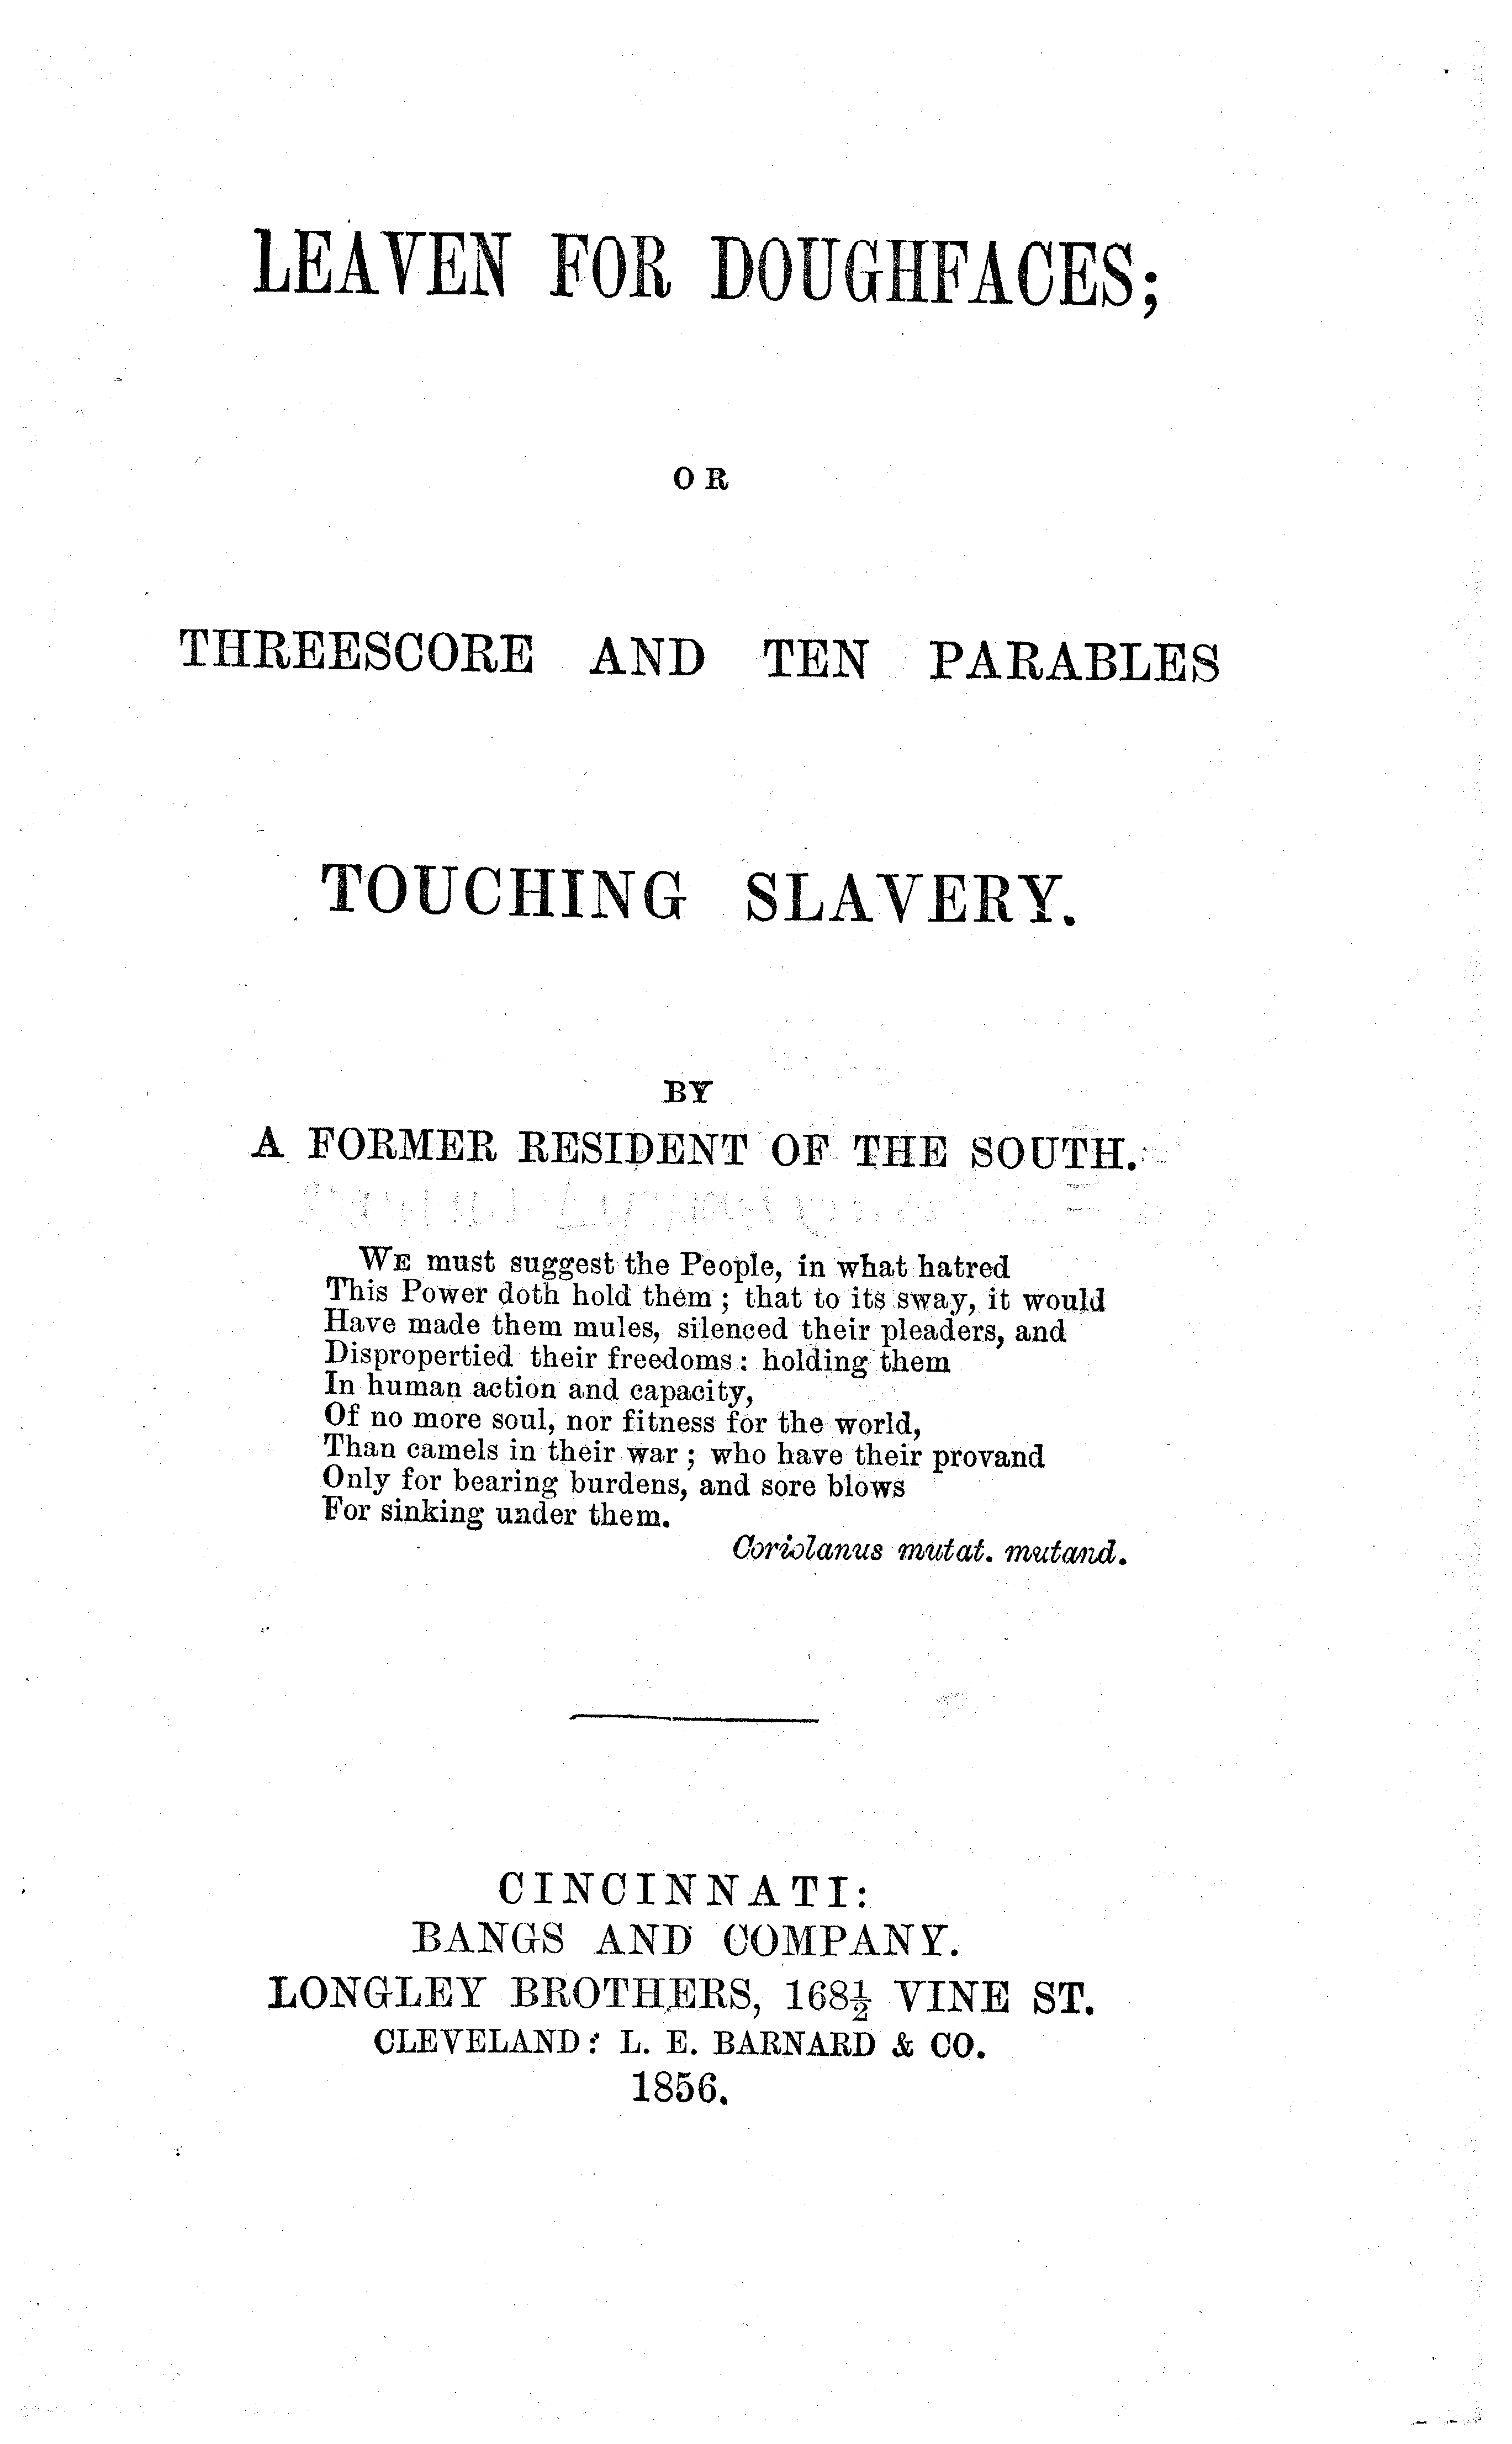 LEAVEN FOR DOUGHFACES;
OR
THREESCORE AND TEN PARABLES
TOUCHING SLAVERY.
BY
A FORMER RESIDENT OF THE SOUTH.
WE must suggest the People, in what hatred
This Power doth hold them; that to its sway, it would
Have made them mules, silenced their pleaders, and
Dispropertied their freedoms: holding them
In human action and capacity,
Of no more soul, nor fitness for the world,
Than camels in their war; who have their provand
Only for bearing burdens, and sore blows
For sinking under them.
Coriolanus mutat. mutand.
CINCINNATI:
BANGS AND COMPANY.
LONGLEY BROTHERS, 168½ VINE ST.
CLEVELAND: L. E. BARNARD & CO.
1856.